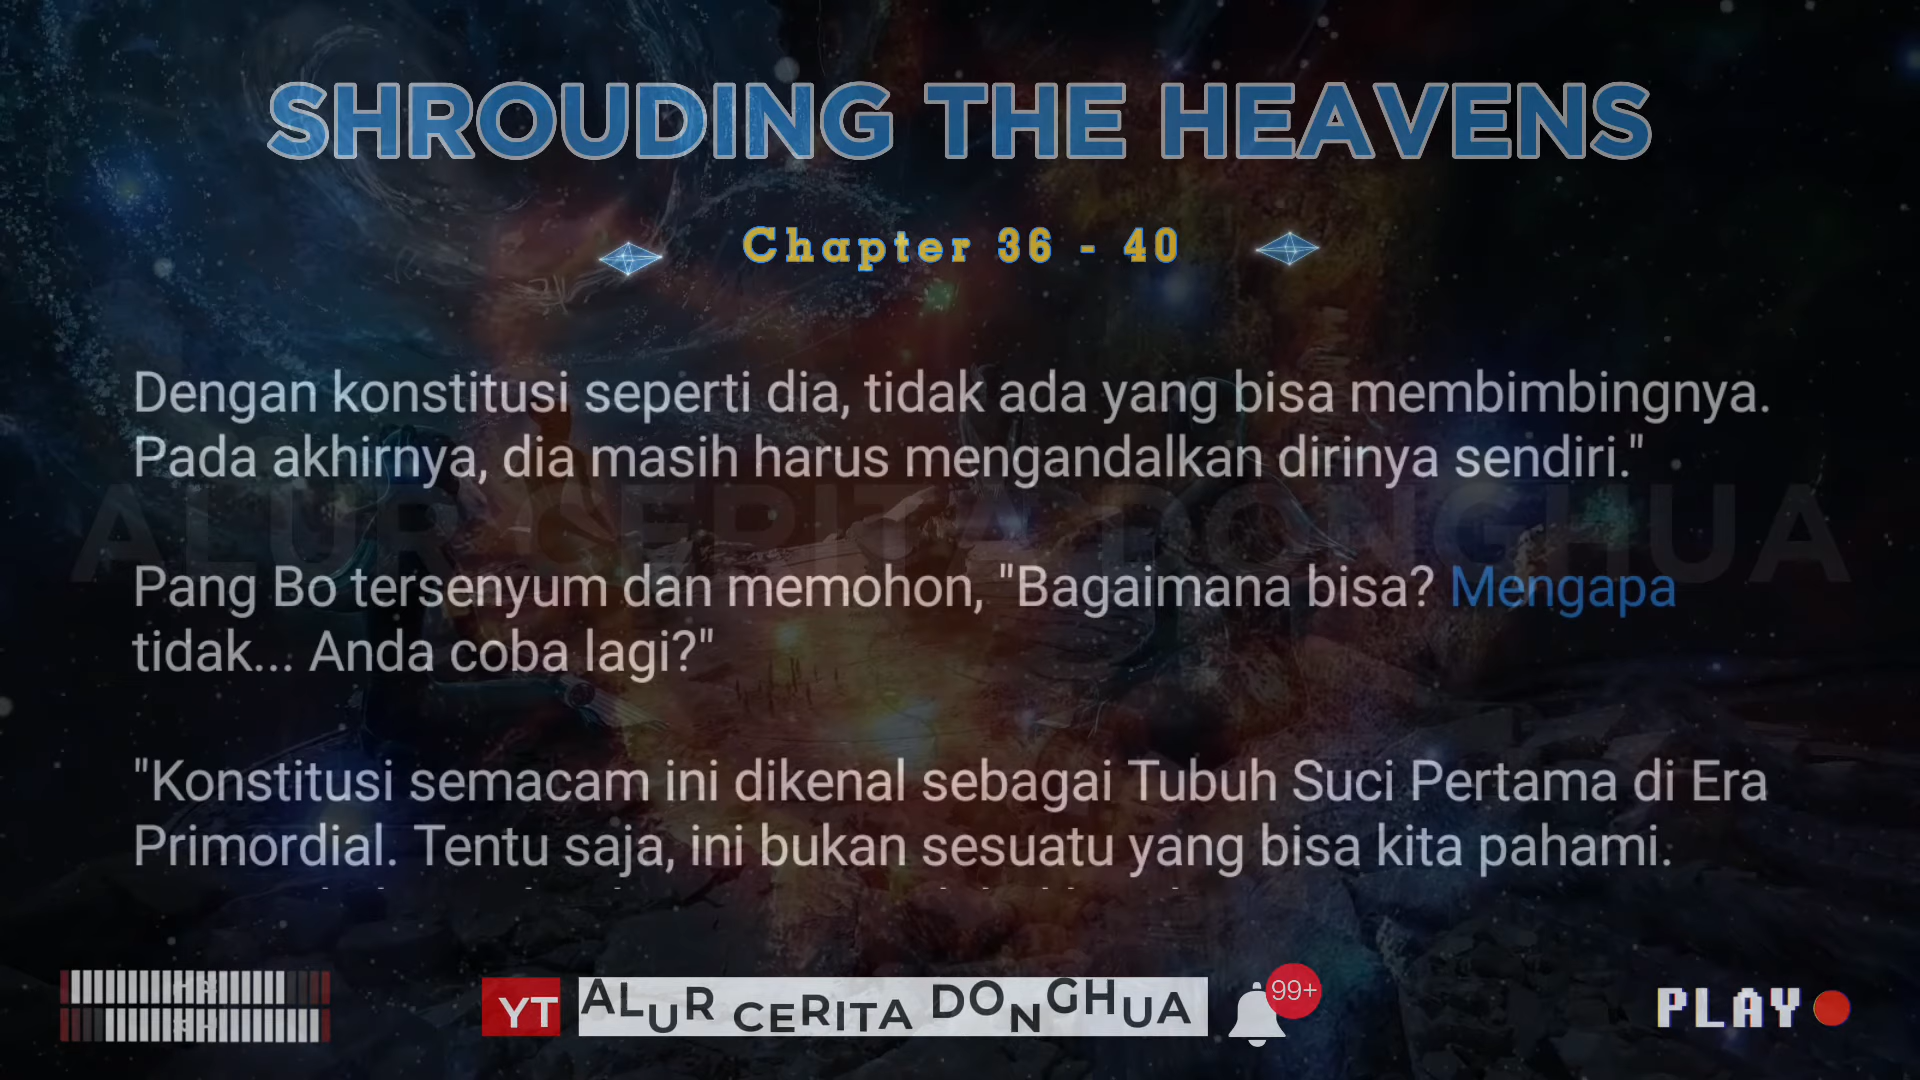 SHROUDING THE HEAVENS
Chapter 36 - 40
Dengan konstitusi seperti dia, tidak ada yang bisa membimbingnya.
Pada akhirnya, dia masih harus mengandalkan dirinya sendiri."
ALUR CERITA DONGHUA
Pang Bo tersenyum dan memohon, "Bagaimana bisa? Mengapa
tidak... Anda coba lagi?"
"Konstitusi semacam ini dikenal sebagai Tubuh Suci Pertama di Era
Primordial. Tentu saja, ini bukan sesuatu yang bisa kita pahami.
YT ALUR CERITA DONGHUA
99+
PLAY